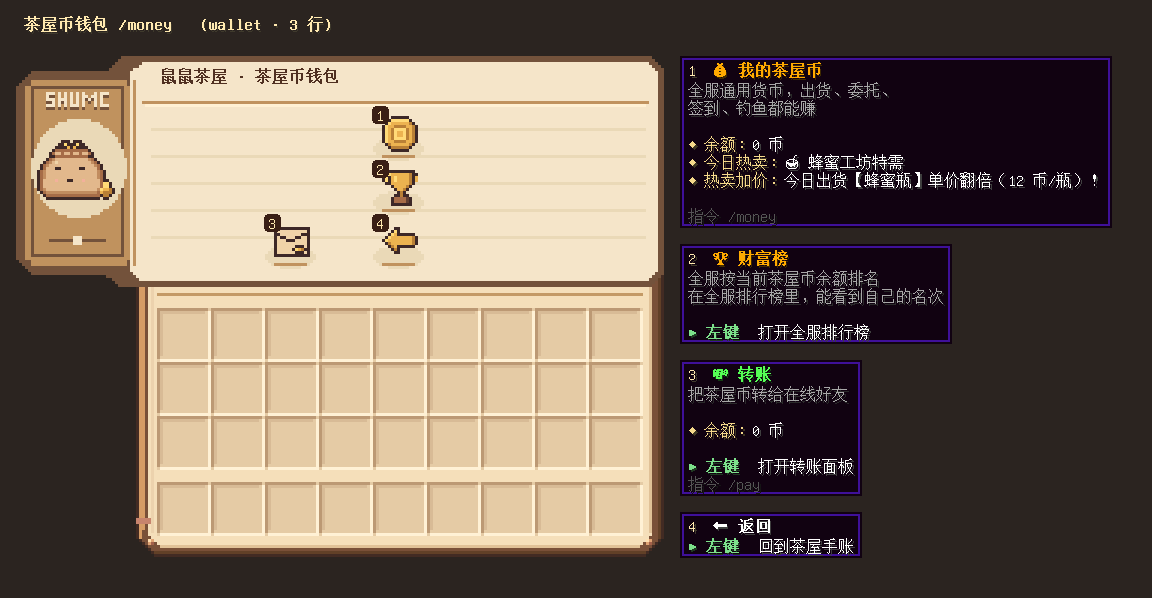 茶屋币钱包 /money （wallet · 3 行）
SHUMC
鼠鼠茶屋 · 茶屋币钱包
1
2
3
4
1 我的茶屋币
全服通用货币，出货、委托、
签到、钓鱼都能赚
余额：0 币
今日热卖：蜂蜜工坊特需
热卖加价：今日出货【蜂蜜瓶】单价翻倍（12 币/瓶）！
指令 /money
2 财富榜
全服按当前茶屋币余额排名
在全服排行榜里，能看到自己的名次
左键 打开全服排行榜
3 转账
把茶屋币转给在线好友
余额：0 币
左键 打开转账面板
指令 /pay
4 返回
左键 回到茶屋手账